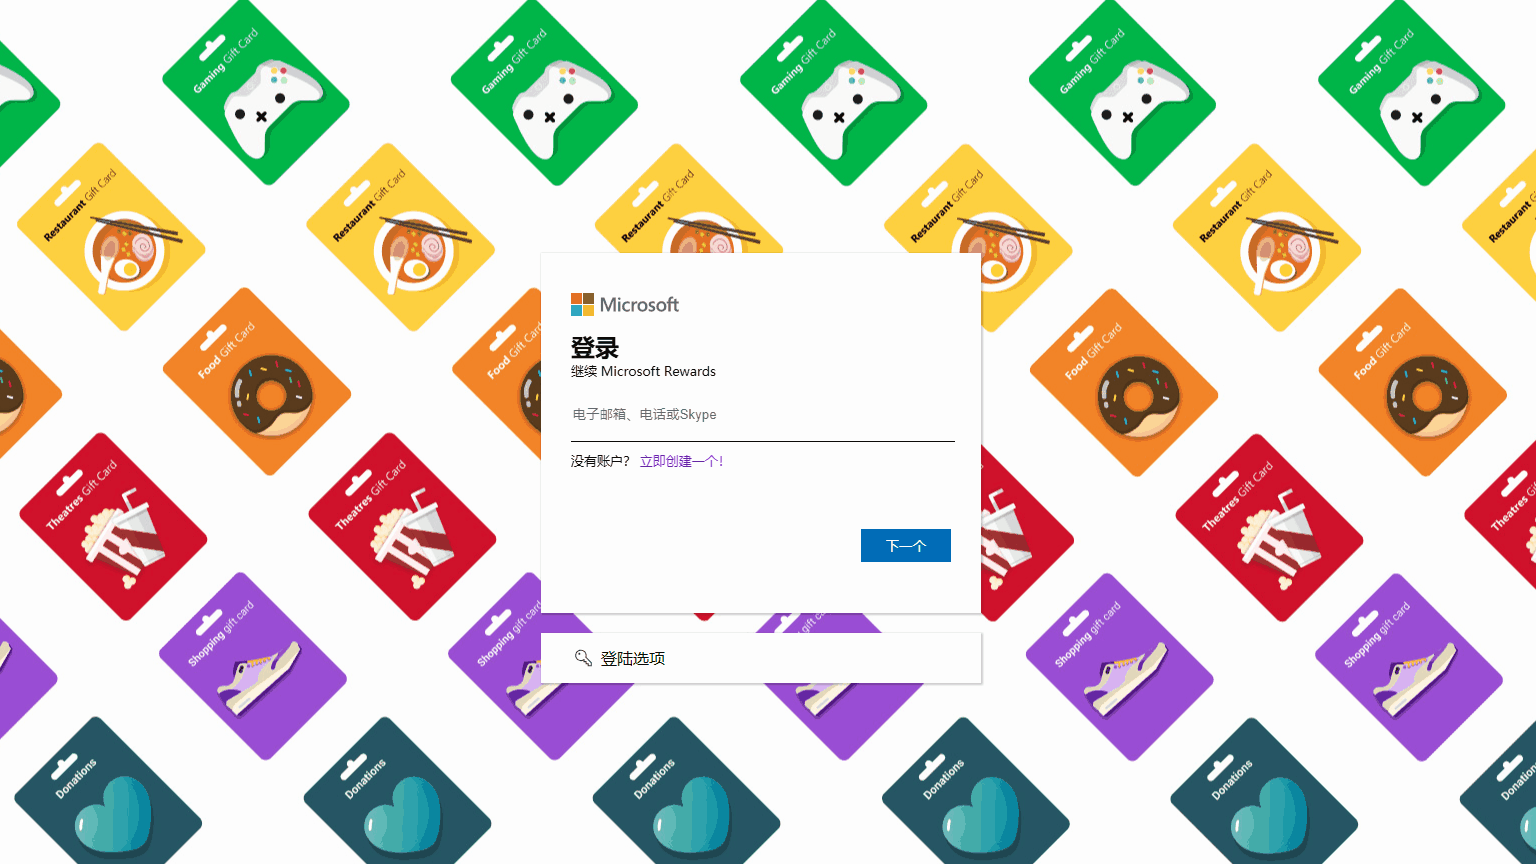 Gaming Gift Card
Gaming Gift Card
Gaming Gift Card
Gaming Gift Card
Gaming Gift Card
Restaurant Gift Card
Restaurant Gift Card
Restaurant Gift Card
Restaurant Gift Card
Restaurant Gift Card
Restaurant
Microsoft
登录
继续 Microsoft Rewards
电子邮箱、电话或Skype
没有账户? 立即创建一个!
下一个
登陆选项
Food Gift Card
Food Gift Card
Food Gift Card
Food Gift Card
Theatres Gift Card
Theatres Gift Card
Theatres Gift Card
Theatres
Shopping gift card
Shopping gift card
gift card
Shopping gift card
Shopping gift card
Donations
Donations
Donations
Donations
Donations
Donations